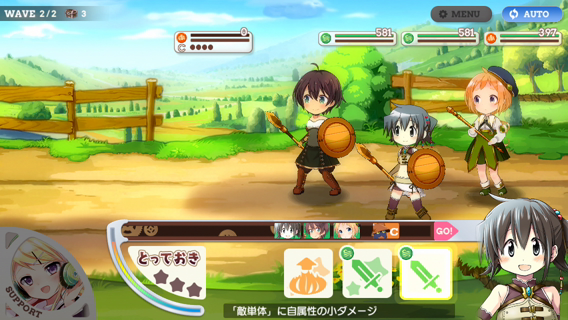 WAVE 2/2 3
MENU
AUTO
0
C
581
581
397
C
GO!
SUPPORT
とっておき
「敵単体」に自属性の小ダメージ